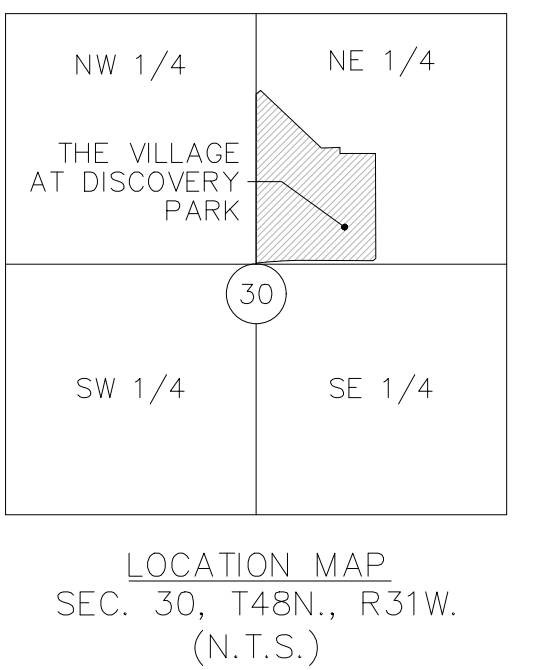 NW 1/4
NE 1/4
THE VILLAGE
AT DISCOVERY
PARK
30
SW 1/4
SE 1/4
LOCATION MAP
SEC. 30, T48N., R31W.
(N.T.S.)